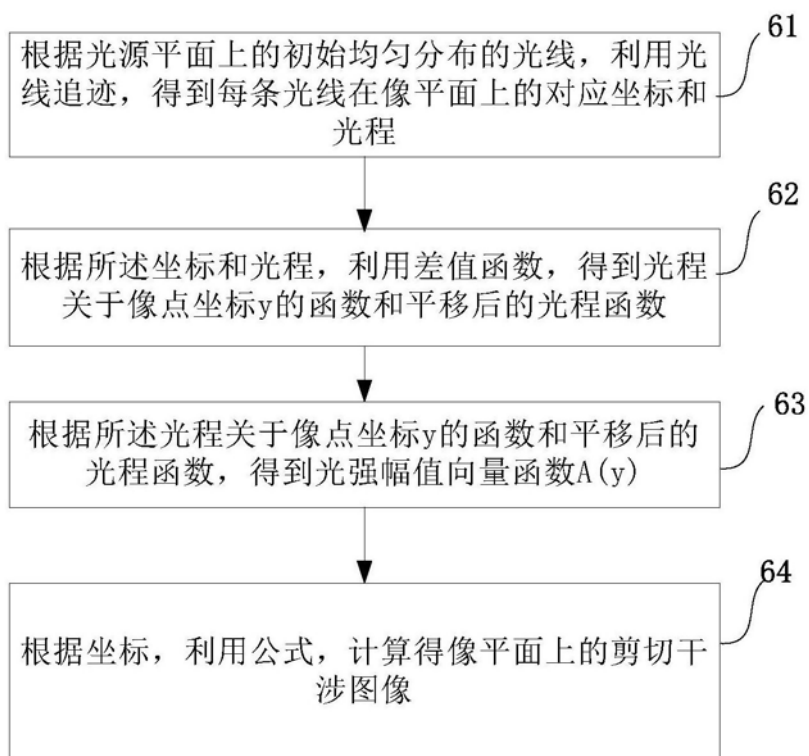 61
根据光源平面上的初始均匀分布的光线，利用光
线追迹，得到每条光线在像平面上的对应坐标和
光程
62
根据所述坐标和光程，利用差值函数，得到光程
关于像点坐标y的函数和平移后的光程函数
63
根据所述光程关于像点坐标y的函数和平移后的
光程函数，得到光强幅值向量函数A(y)
64
根据坐标，利用公式，计算得像平面上的剪切干
涉图像